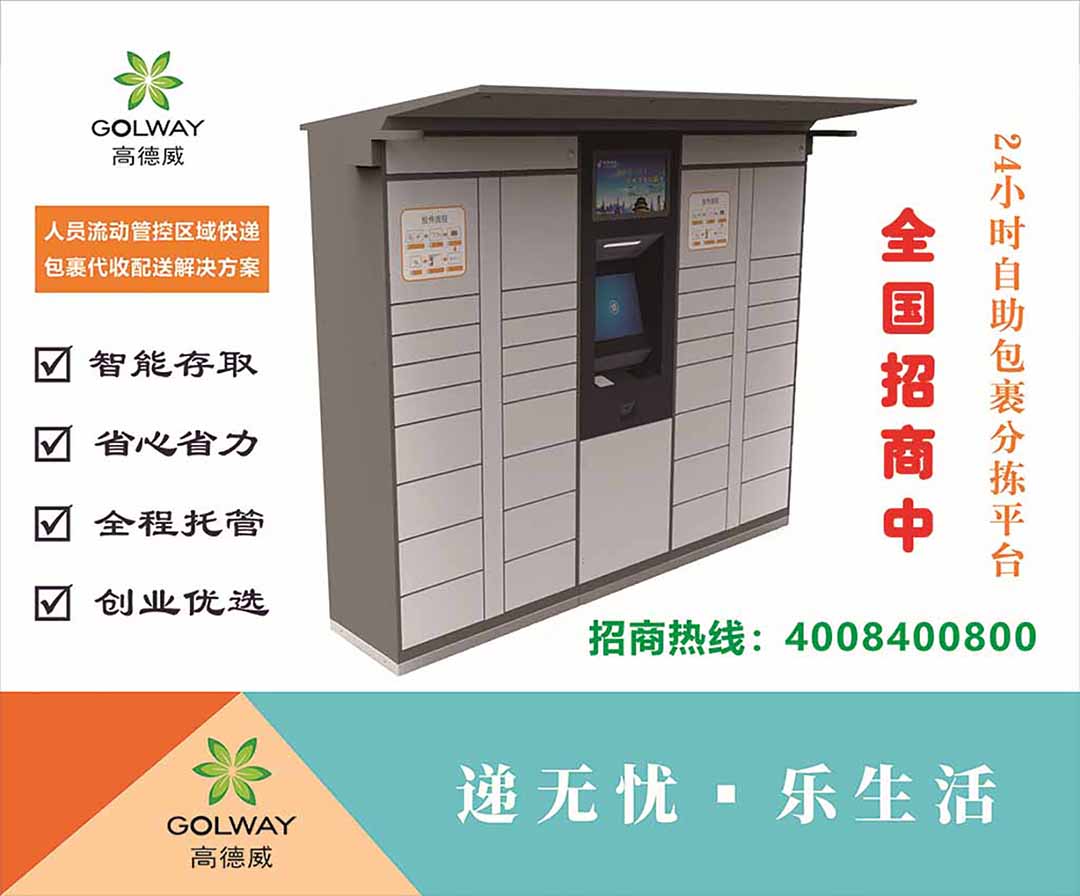 GOLWAY
高德威
人员流动管控区域快递
包裹代收配送解决方案
智能存取
省心省力
全程托管
创业优选
24小时自助包裹分拣平台
全国招商中
招商热线：4008400800
GOLWAY
高德威
递无忧·乐生活